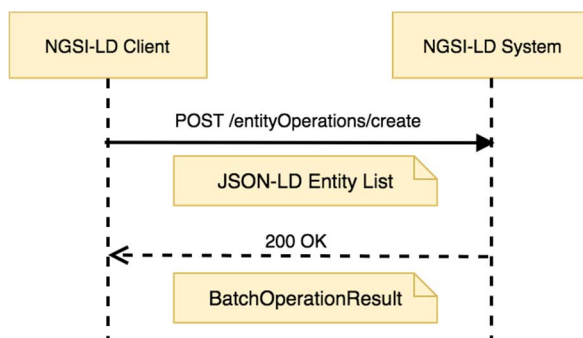 NGSI-LD Client
NGSI-LD System
POST /entityOperations/create
JSON-LD Entity List
200 OK
BatchOperationResult